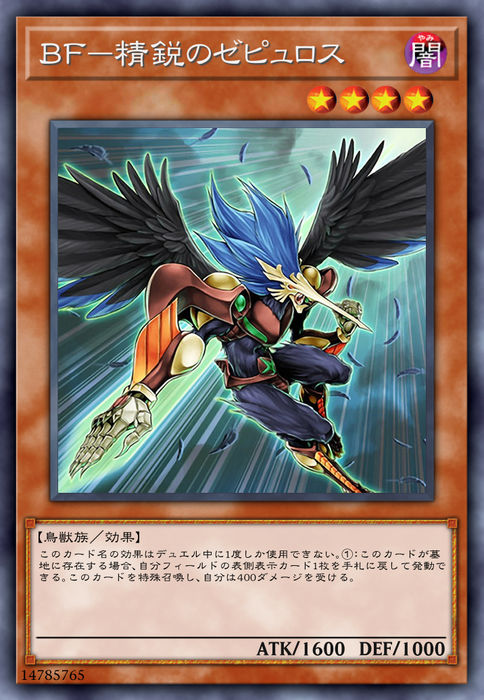 BF－精鋭のゼピュロス
やみ
闇
【鳥獣族／効果】
このカード名の効果はデュエル中に1度しか使用できない。①：このカードが墓
地に存在する場合、自分フィールドの表側表示カード1枚を手札に戻して発動で
きる。このカードを特殊召喚し、自分は400ダメージを受ける。
ATK/1600 DEF/1000
14785765